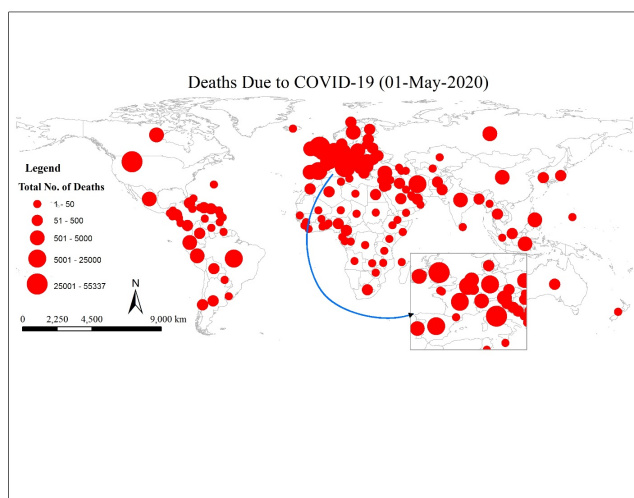 Deaths Due to COVID-19 (01-May-2020)
Legend
Total No. of Deaths
1 - 50
51 - 500
501 - 5000
5001 - 25000
25001 - 55337
N
0 2,250 4,500 9,000 km